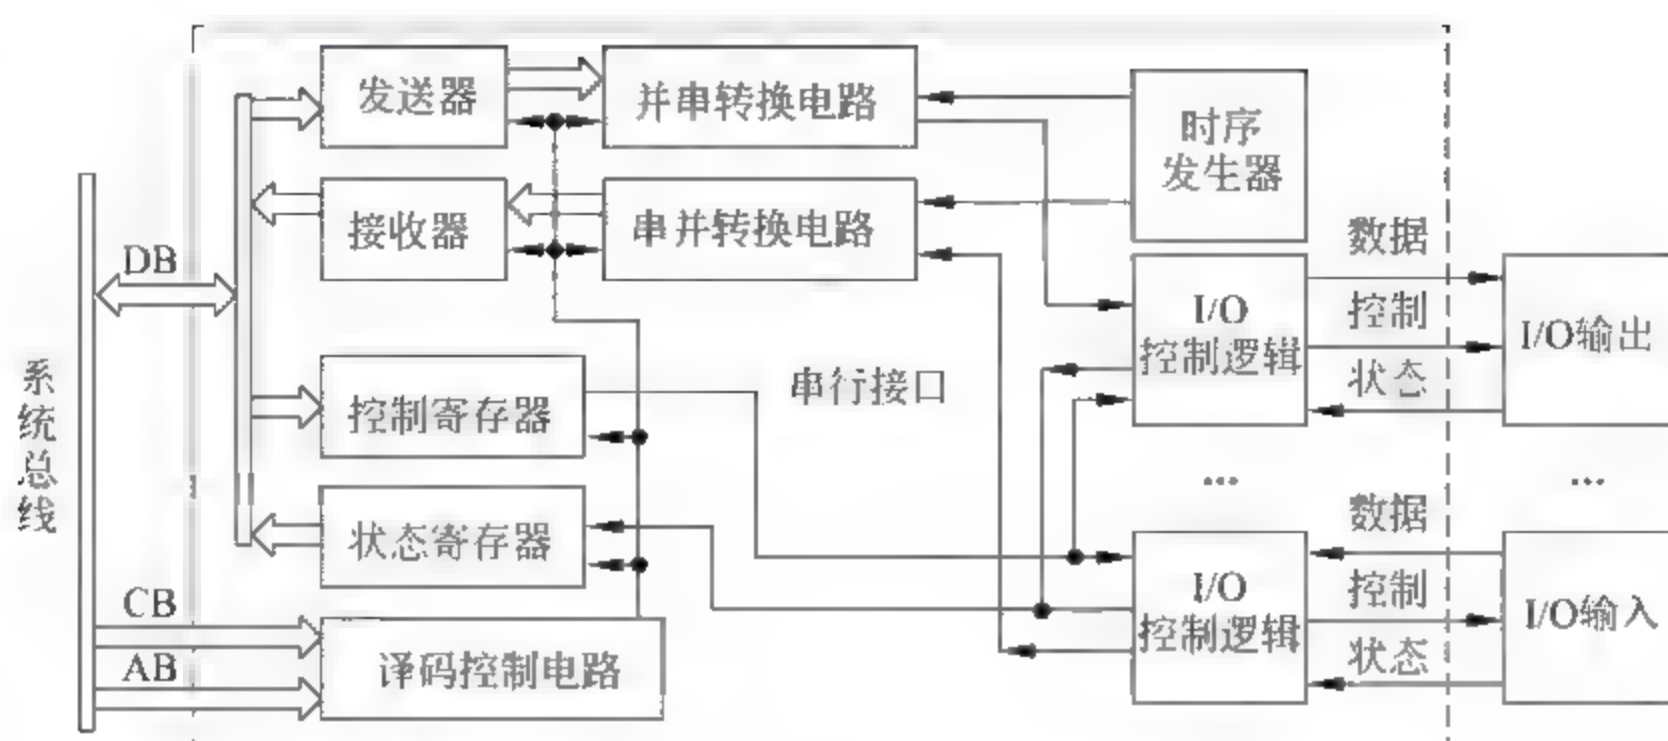 发送器
并串转换电路
时序
发生器
接收器
串并转换电路
DB
数据
控制
状态
I/O
控制逻辑
I/O输出
系统总线
控制寄存器
串行接口
...
...
状态寄存器
数据
控制
状态
I/O
控制逻辑
I/O输入
CB
AB
译码控制电路